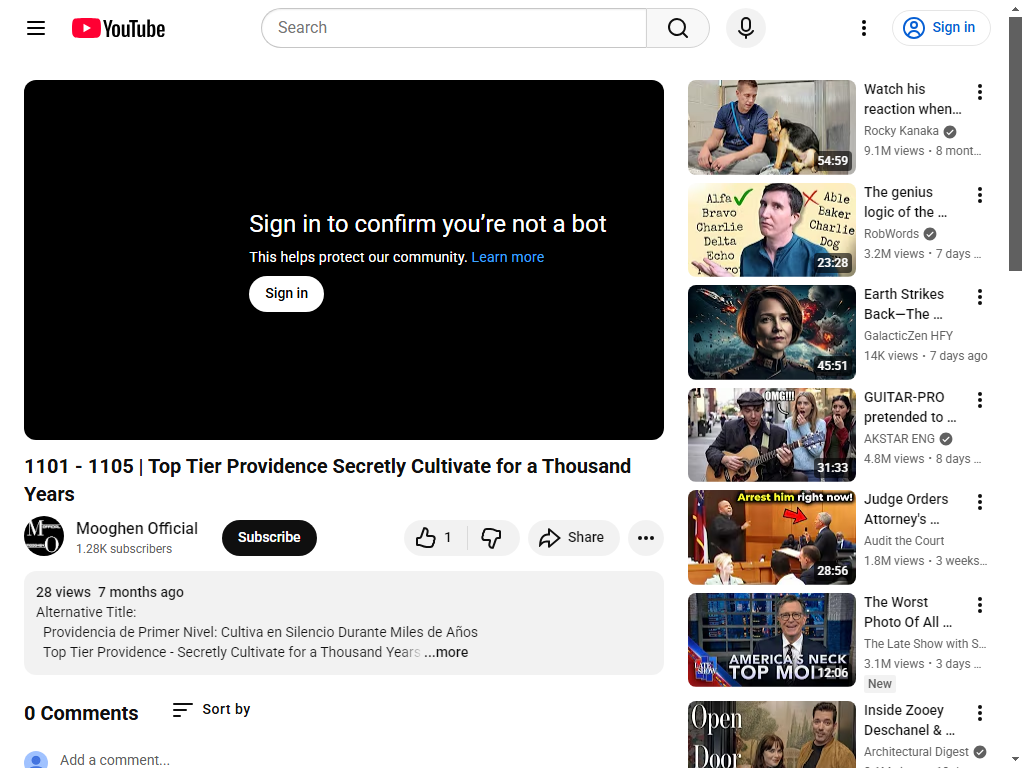 YouTube
Search
Sign in
Sign in to confirm you’re not a bot
This helps protect our community. Learn more
Sign in
1101 - 1105 | Top Tier Providence Secretly Cultivate for a Thousand
Years
Mooghen Official
1.28K subscribers
Subscribe
1
Share
28 views 7 months ago
Alternative Title:
Providencia de Primer Nivel: Cultiva en Silencio Durante Miles de Años
Top Tier Providence - Secretly Cultivate for a Thousand Years ...more
0 Comments
Sort by
Add a comment...
54:59
Watch his
reaction when…
Rocky Kanaka
9.1M views • 8 mont…
Alfa
Bravo
Charlie
Delta
Echo
Able
Baker
Charlie
Dog
23:28
The genius
logic of the …
RobWords
3.2M views • 7 days …
45:51
Earth Strikes
Back—The …
GalacticZen HFY
14K views • 7 days ago
OMG!!!
31:33
GUITAR-PRO
pretended to …
AKSTAR ENG
4.8M views • 8 days …
Arrest him right now!
28:56
Judge Orders
Attorney's …
Audit the Court
1.8M views • 3 weeks…
LATE SHOW
AMERICA'S NECK
TOP MODEL
12:06
The Worst
Photo Of All …
The Late Show with S…
3.1M views • 3 days …
New
Open
Door
Inside Zooey
Deschanel & …
Architectural Digest